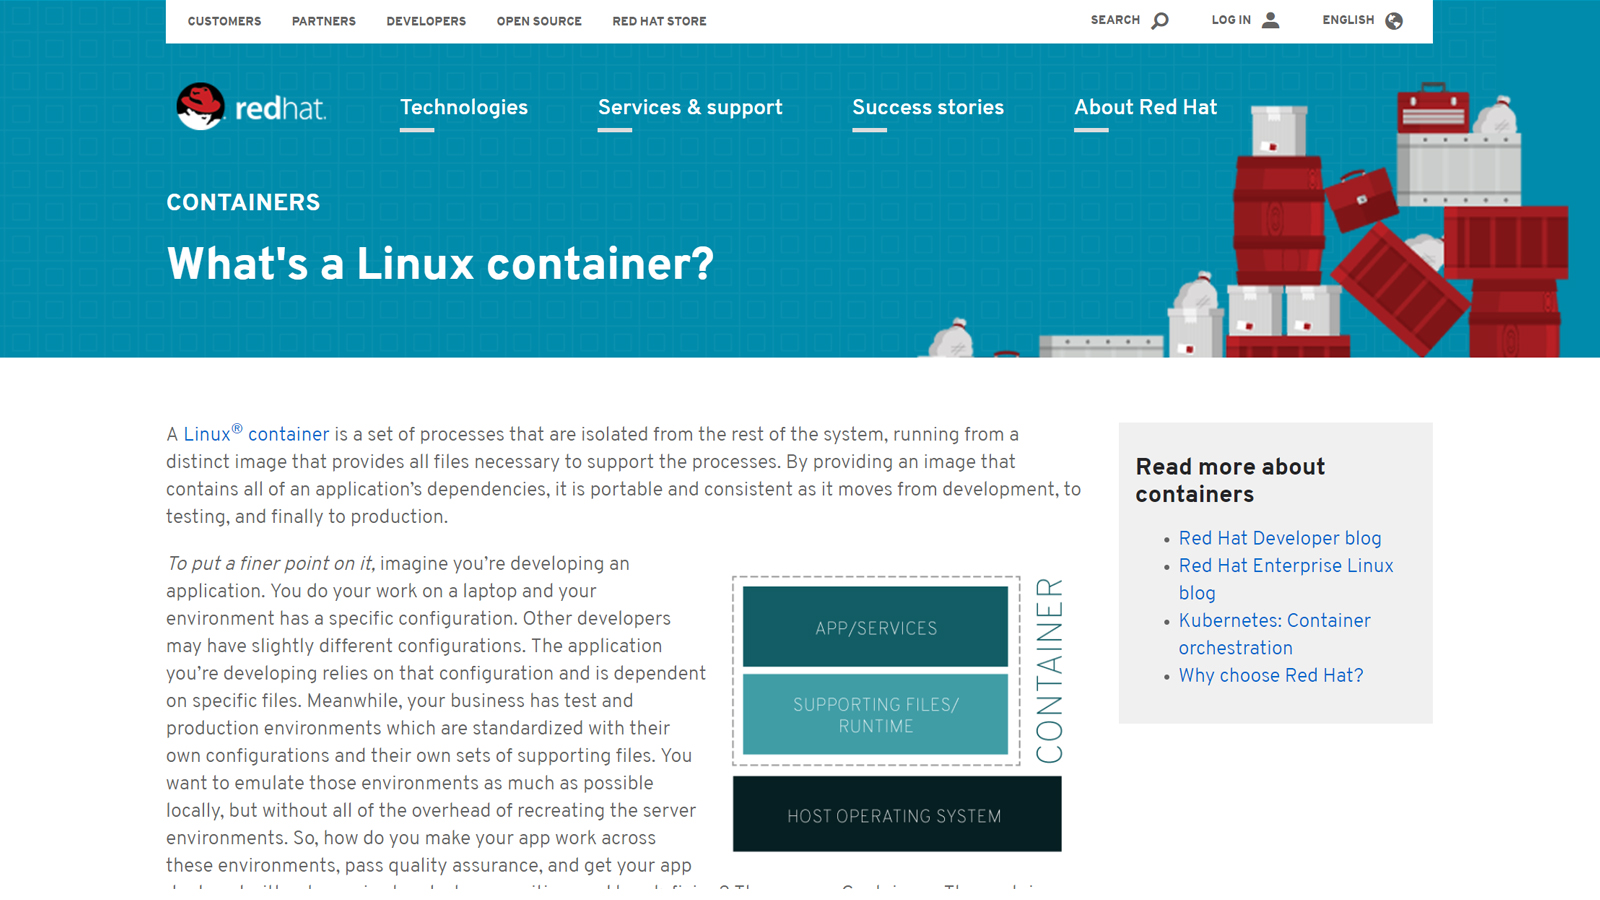 CUSTOMERS PARTNERS DEVELOPERS OPEN SOURCE RED HAT STORE SEARCH LOG IN ENGLISH
redhat. Technologies Services & support Success stories About Red Hat
CONTAINERS
What's a Linux container?
A Linux® container is a set of processes that are isolated from the rest of the system, running from a
distinct image that provides all files necessary to support the processes. By providing an image that
contains all of an application’s dependencies, it is portable and consistent as it moves from development, to
testing, and finally to production.
To put a finer point on it, imagine you’re developing an
application. You do your work on a laptop and your
environment has a specific configuration. Other developers
may have slightly different configurations. The application
you’re developing relies on that configuration and is dependent
on specific files. Meanwhile, your business has test and
production environments which are standardized with their
own configurations and their own sets of supporting files. You
want to emulate those environments as much as possible
locally, but without all of the overhead of recreating the server
environments. So, how do you make your app work across
these environments, pass quality assurance, and get your app
APP/SERVICES
SUPPORTING FILES/
RUNTIME
CONTAINER
HOST OPERATING SYSTEM
Read more about
containers
Red Hat Developer blog
Red Hat Enterprise Linux
blog
Kubernetes: Container
orchestration
Why choose Red Hat?